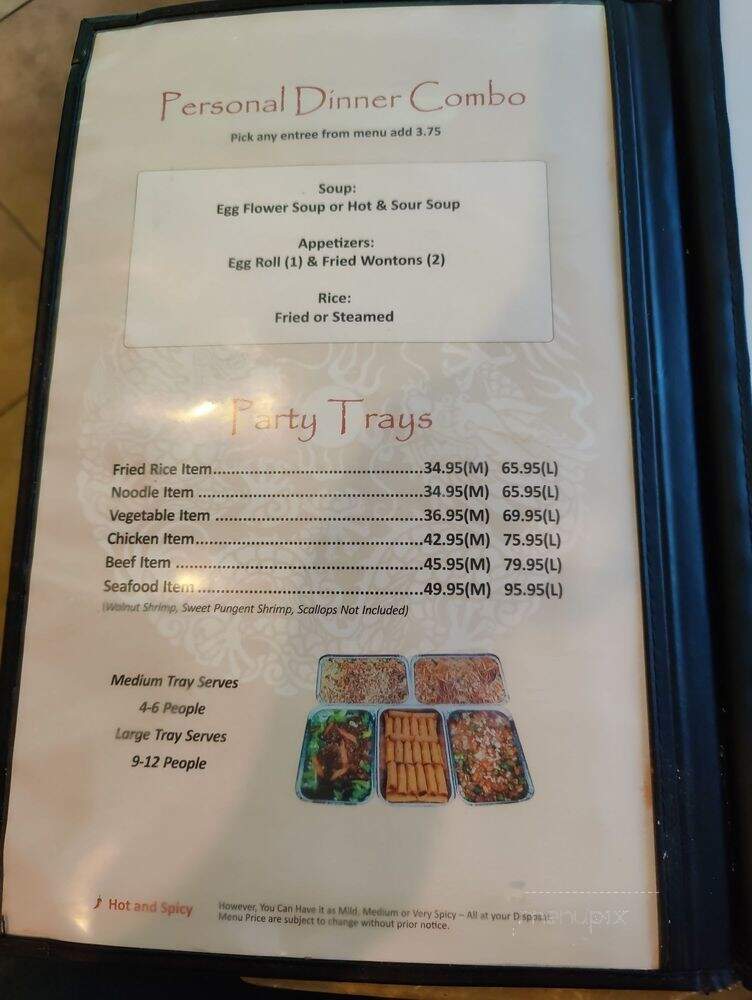 Personal Dinner Combo
Pick any entree from menu add 3.75
Soup:
Egg Flower Soup or Hot & Sour Soup
Appetizers:
Egg Roll (1) & Fried Wontons (2)
Rice:
Fried or Steamed
Party Trays
Fried Rice Item..........................................34.95(M) 65.95(L)
Noodle Item .............................................34.95(M) 65.95(L)
Vegetable Item .........................................36.95(M) 69.95(L)
Chicken Item.............................................42.95(M) 75.95(L)
Beef Item .................................................45.95(M) 79.95(L)
Seafood Item.............................................49.95(M) 95.95(L)
(Walnut Shrimp, Sweet Pungent Shrimp, Scallops Not Included)
Medium Tray Serves
4-6 People
Large Tray Serves
9-12 People
Hot and Spicy
However, You Can Have it as Mild, Medium or Very Spicy – All at your Disposal.
Menu Price are subject to change without prior notice.
menupix